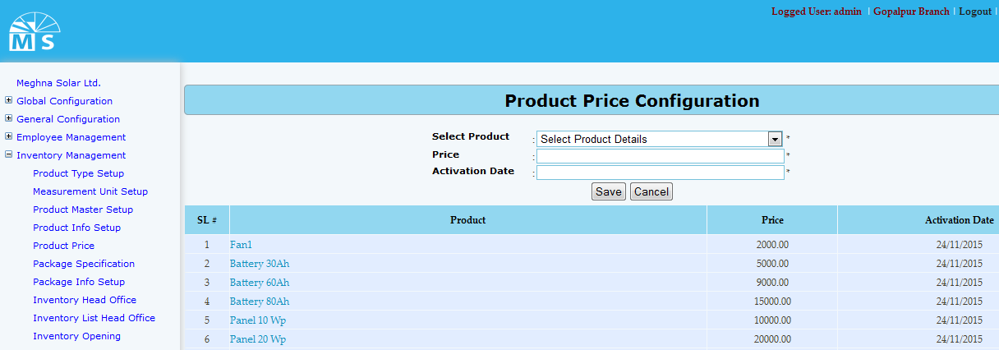 Logged User: admin | Gopalpur Branch | Logout |
M S
Meghna Solar Ltd.
Global Configuration
General Configuration
Employee Management
Inventory Management
Product Type Setup
Measurement Unit Setup
Product Master Setup
Product Info Setup
Product Price
Package Specification
Package Info Setup
Inventory Head Office
Inventory List Head Office
Inventory Opening
Product Price Configuration
Select Product : Select Product Details *
Price : *
Activation Date : *
Save Cancel
SL # Product Price Activation Date
1 Fan1 2000.00 24/11/2015
2 Battery 30Ah 5000.00 24/11/2015
3 Battery 60Ah 9000.00 24/11/2015
4 Battery 80Ah 15000.00 24/11/2015
5 Panel 10 Wp 10000.00 24/11/2015
6 Panel 20 Wp 20000.00 24/11/2015